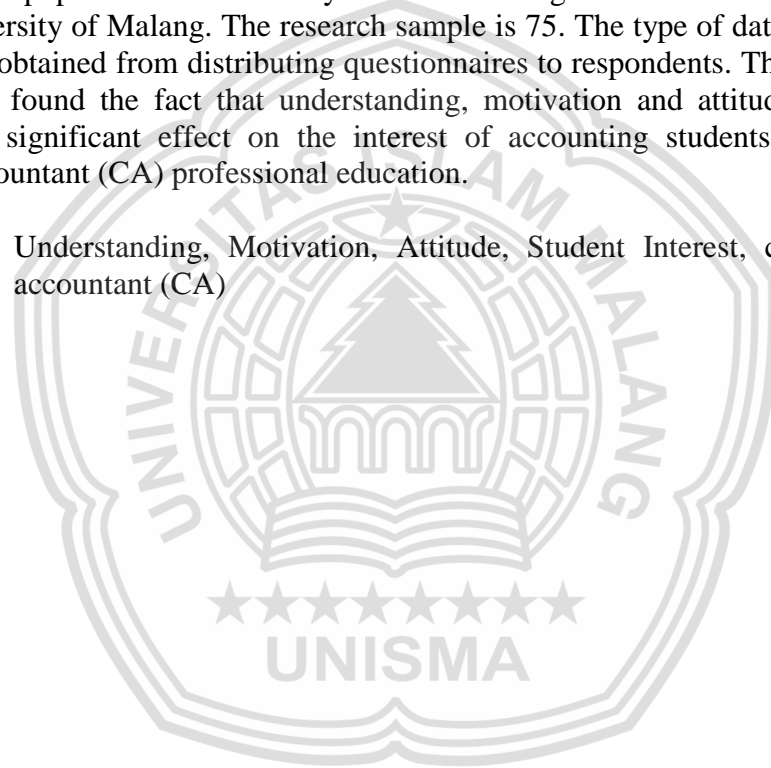 ersity of Malang. The research sample is 75. The type of dat
obtained from distributing questionnaires to respondents. Th
found the fact that understanding, motivation and attitud
significant effect on the interest of accounting students
ountant (CA) professional education.
Understanding, Motivation, Attitude, Student Interest, c
accountant (CA)
UNIVERSITAS ISLAM MALANG
UNISMA